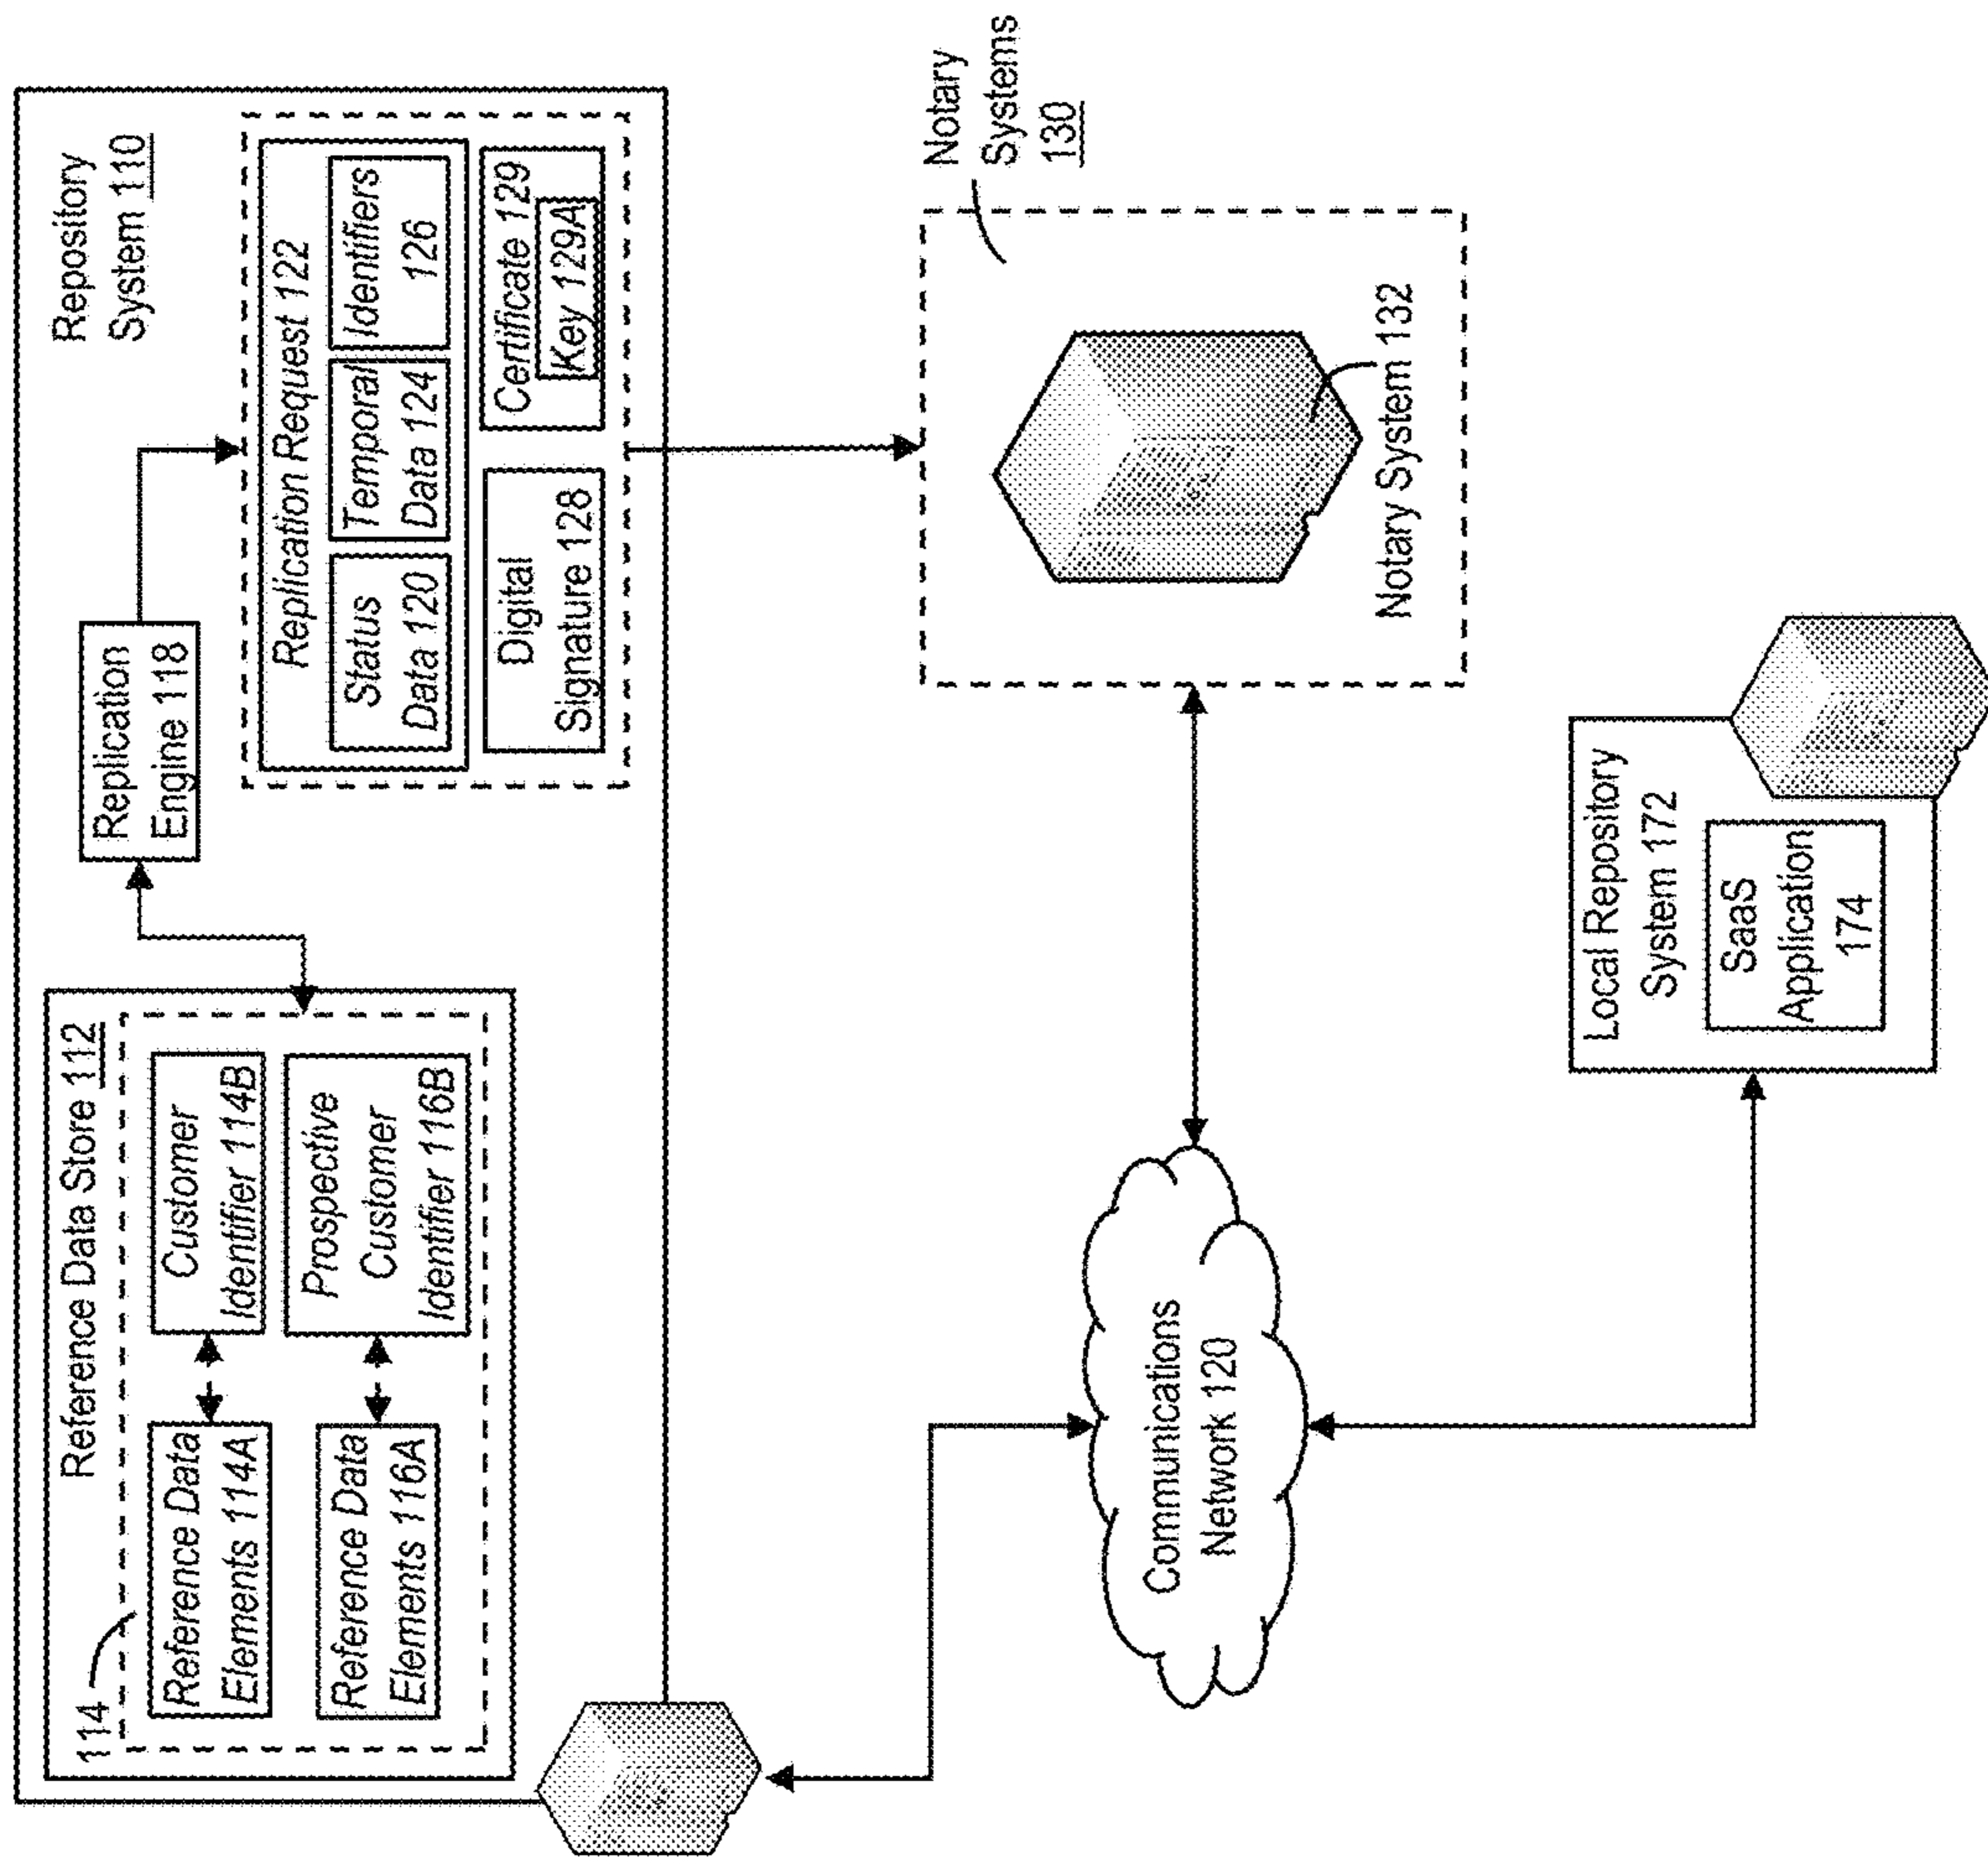 Repository
System 110
Reference Data Store 112
114
Reference Data
Elements 114A
Customer
Identifier 114B
Reference Data
Elements 116A
Prospective
Customer
Identifier 116B
Replication
Engine 118
Replication Request 122
Status
Data 120
Temporal
Data 124
Identifiers
126
Digital
Signature 128
Certificate 129
Key 129A
Communications
Network 120
Notary
Systems
130
Notary System 132
Local Repository
System 172
SaaS
Application
174